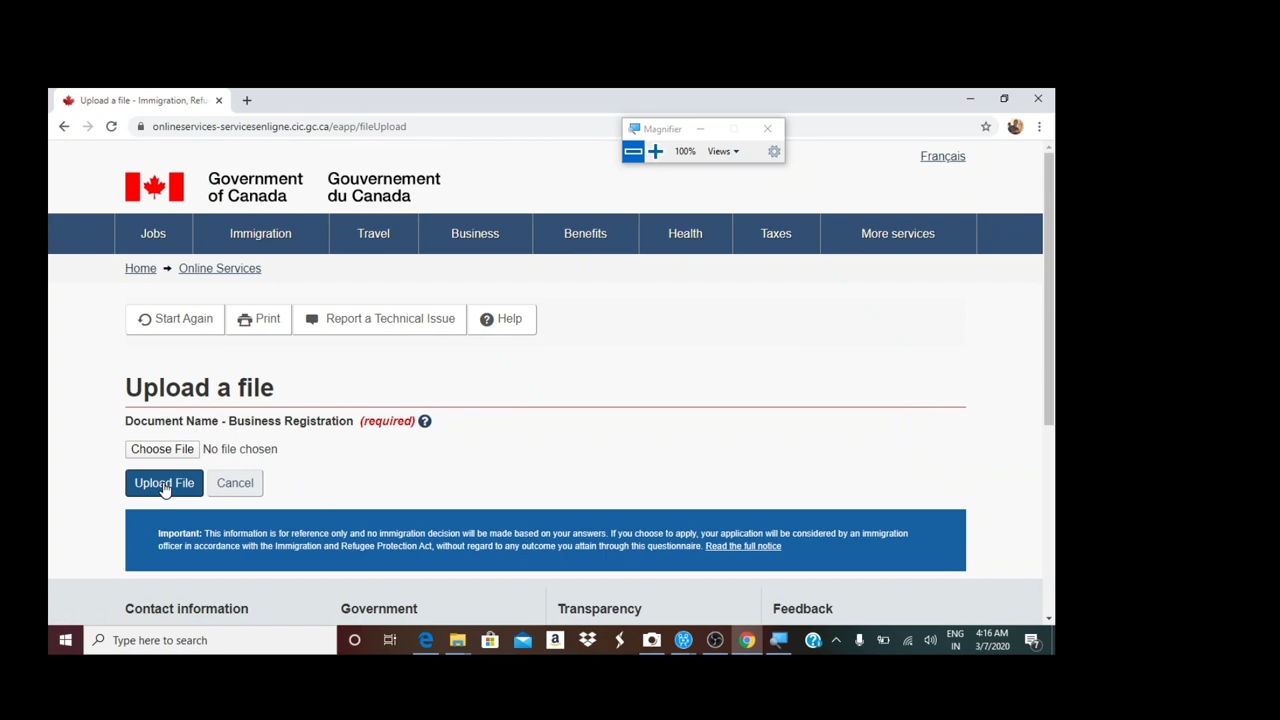 Upload a file - Immigration, Refu
onlineservices-servicesenligne.cic.gc.ca/eapp/fileUpload
Magnifier
100% Views
Français
Government of Canada
Gouvernement du Canada
Jobs Immigration Travel Business Benefits Health Taxes More services
Home Online Services
Start Again Print Report a Technical Issue Help
Upload a file
Document Name - Business Registration (required)
Choose File No file chosen
Upload File Cancel
Important: This information is for reference only and no immigration decision will be made based on your answers. If you choose to apply, your application will be considered by an immigration
officer in accordance with the Immigration and Refugee Protection Act, without regard to any outcome you attain through this questionnaire. Read the full notice
Contact information Government Transparency Feedback
Type here to search
ENG
IN
4:16 AM
3/7/2020
7